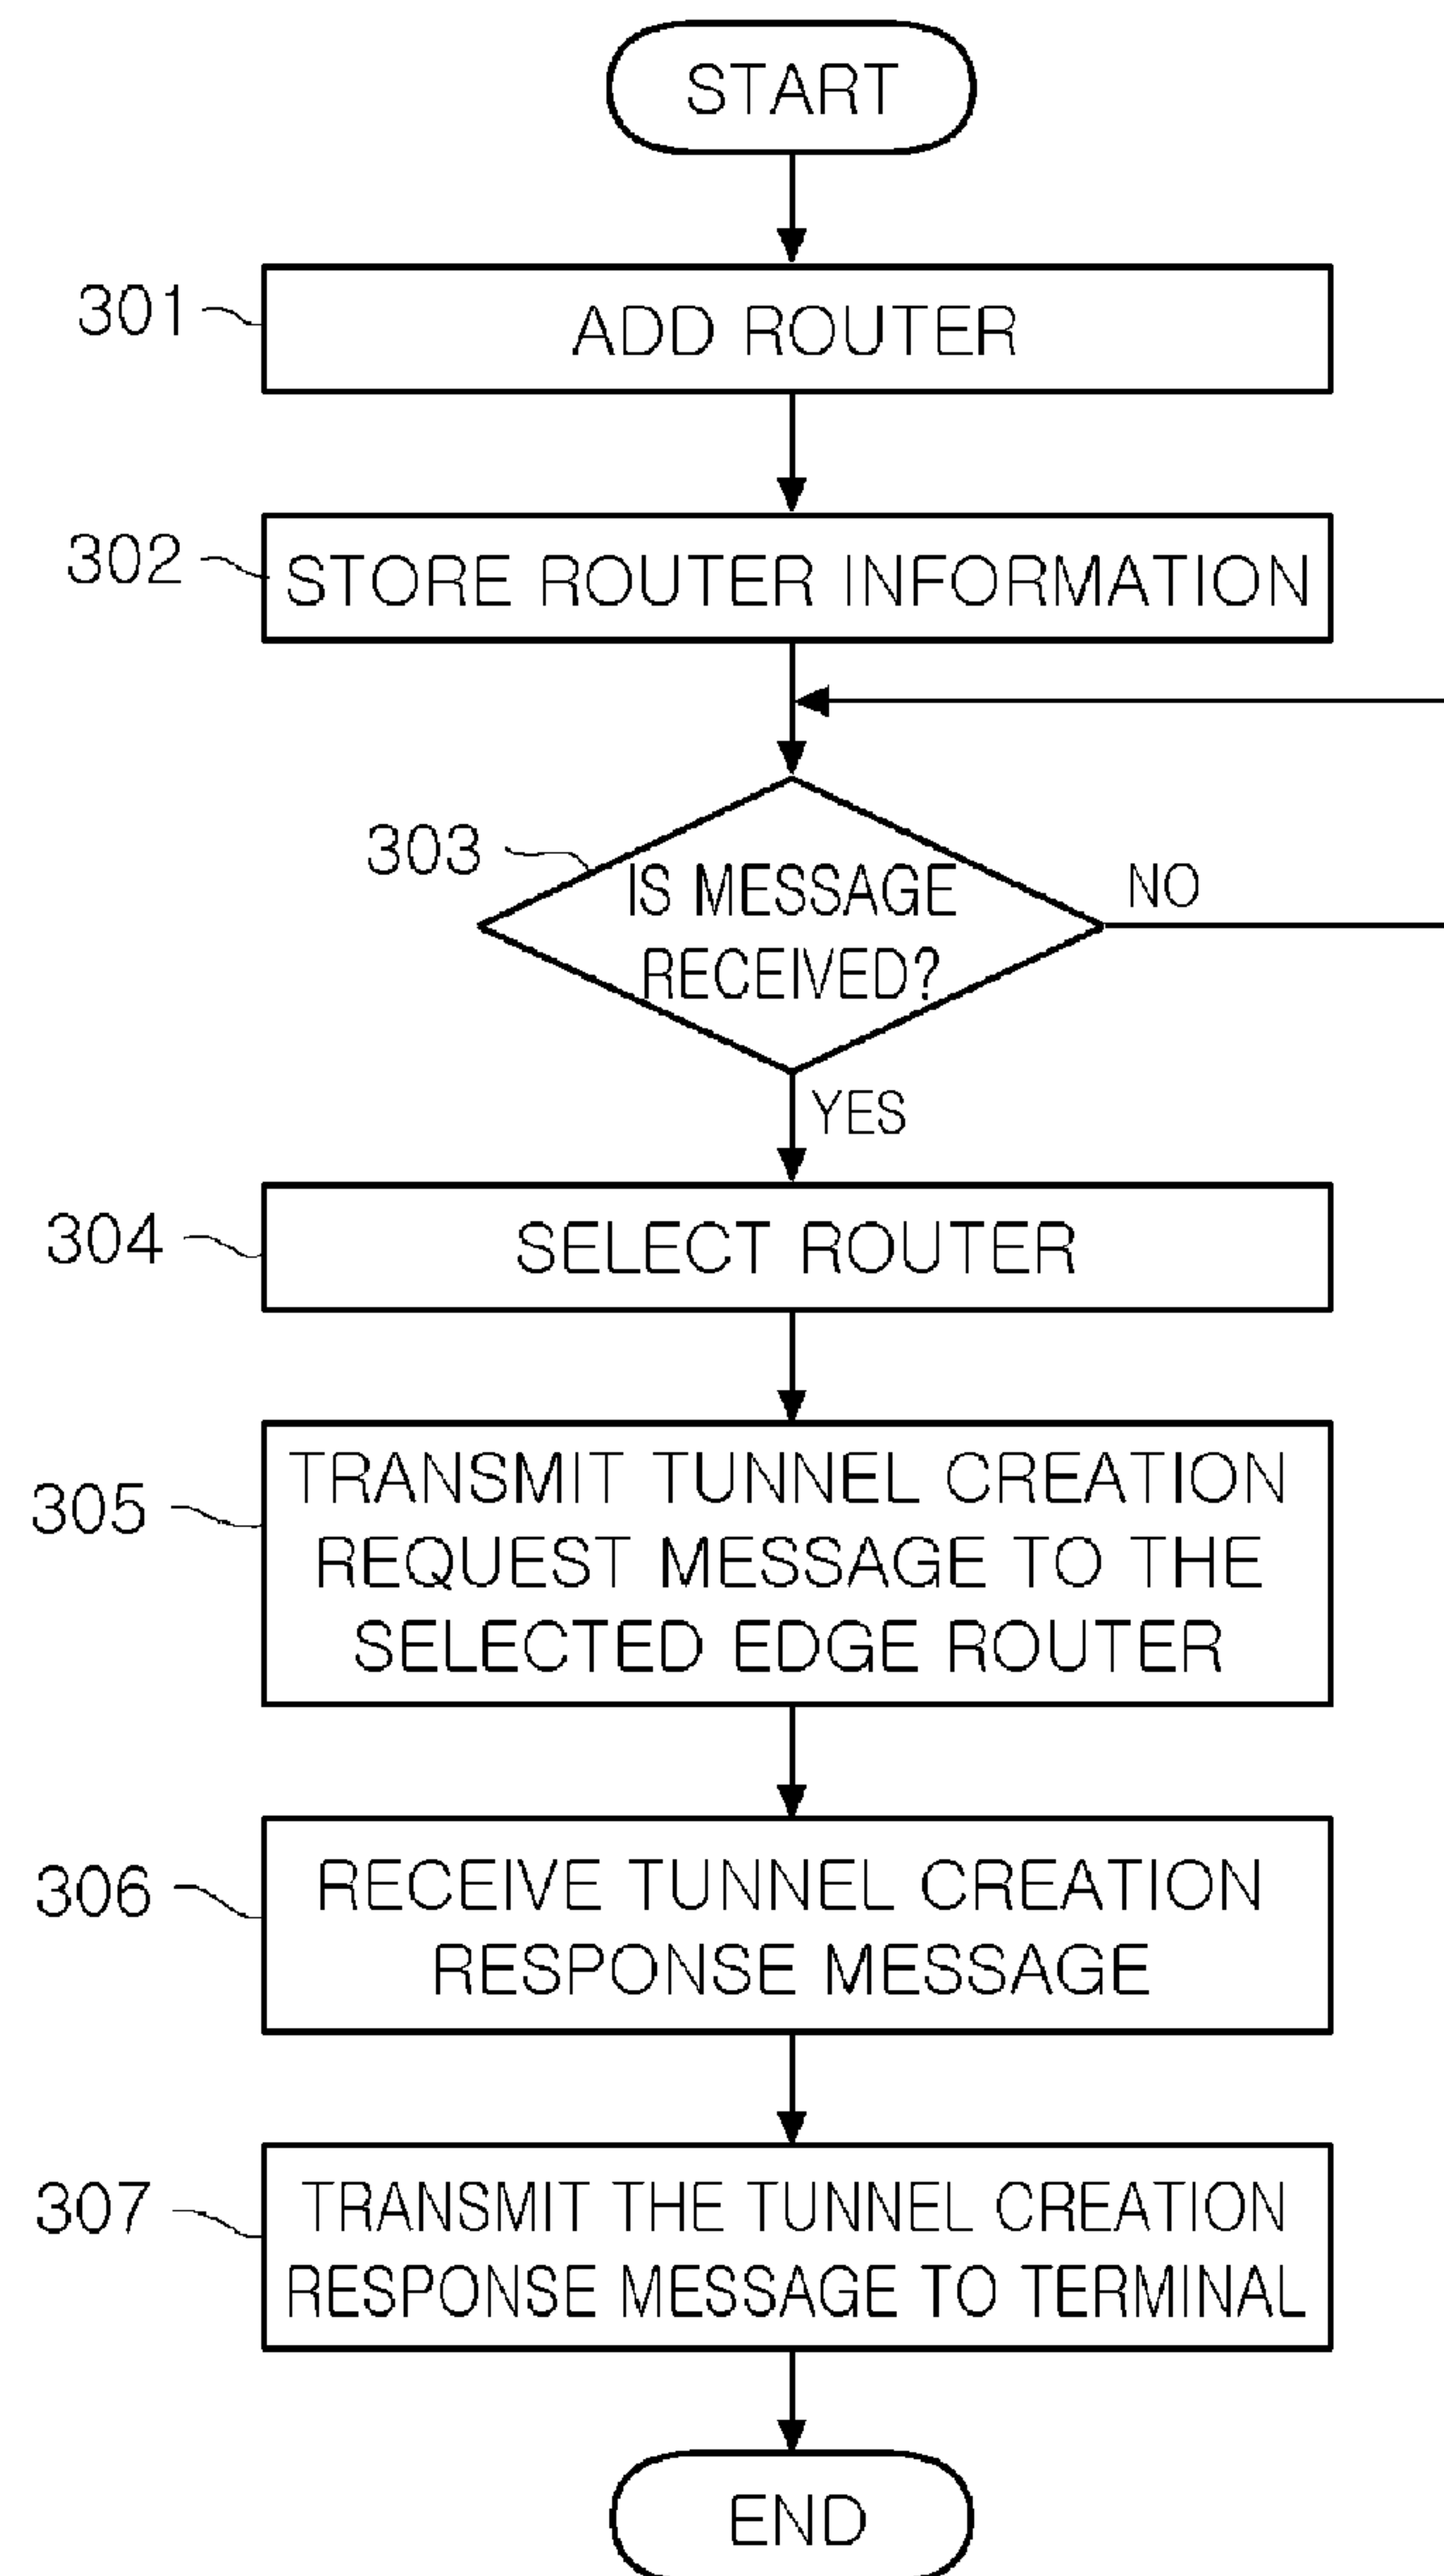 START
301
ADD ROUTER
302
STORE ROUTER INFORMATION
303
IS MESSAGE
RECEIVED?
NO
YES
304
SELECT ROUTER
305
TRANSMIT TUNNEL CREATION
REQUEST MESSAGE TO THE
SELECTED EDGE ROUTER
306
RECEIVE TUNNEL CREATION
RESPONSE MESSAGE
307
TRANSMIT THE TUNNEL CREATION
RESPONSE MESSAGE TO TERMINAL
END